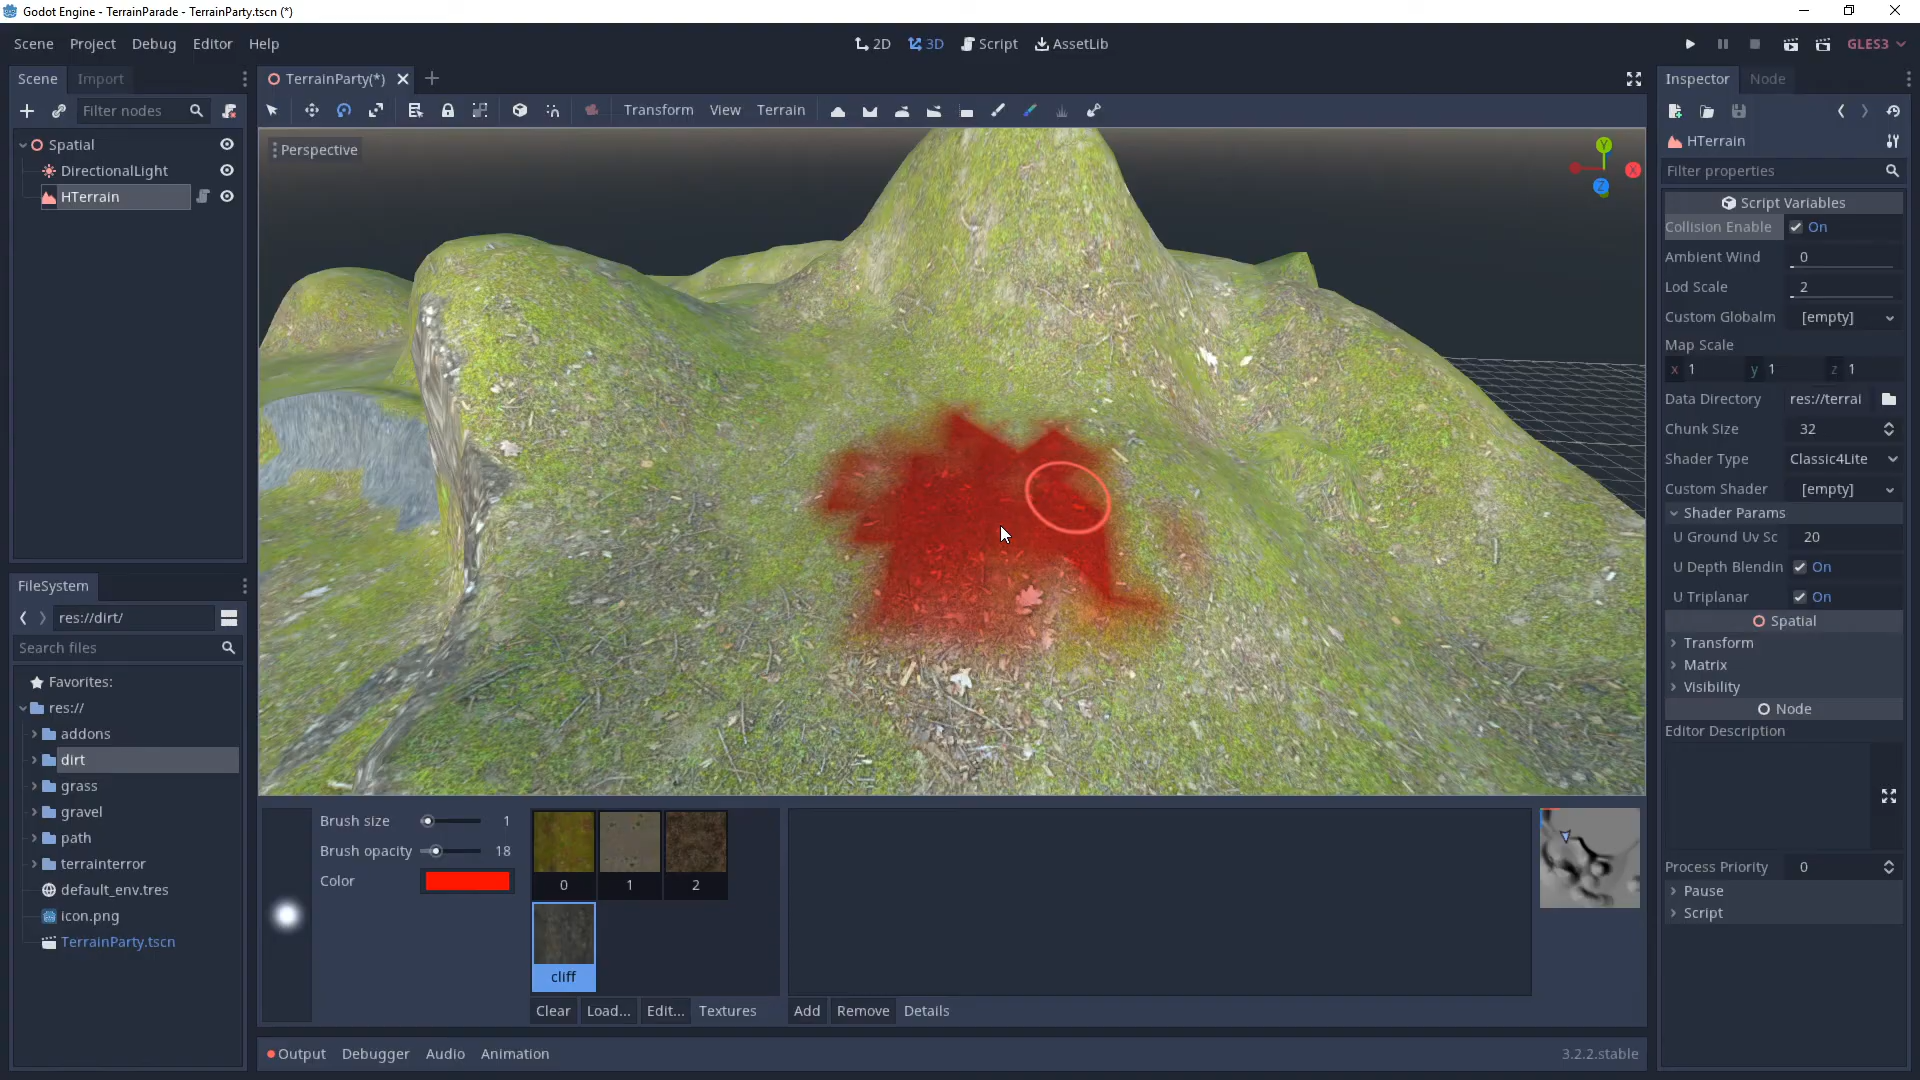 Godot Engine - TerrainParade - TerrainParty.tscn (*)
Scene Project Debug Editor Help
2D 3D Script AssetLib
GLES3
Scene Import
Filter nodes
Spatial
DirectionalLight
HTerrain
TerrainParty(*)
Transform View Terrain
Perspective
Y
X
Z
FileSystem
res://dirt/
Search files
Favorites:
res://
addons
dirt
grass
gravel
path
terrainterror
default_env.tres
icon.png
TerrainParty.tscn
Brush size 1
Brush opacity 18
Color
0 1 2
cliff
Clear Load... Edit... Textures
Add Remove Details
Output Debugger Audio Animation
3.2.2.stable
Inspector Node
HTerrain
Filter properties
Script Variables
Collision Enable On
Ambient Wind 0
Lod Scale 2
Custom Globalm [empty]
Map Scale
x 1 y 1 z 1
Data Directory res://terrai
Chunk Size 32
Shader Type Classic4Lite
Custom Shader [empty]
Shader Params
U Ground Uv Sc 20
U Depth Blendin On
U Triplanar On
Spatial
Transform
Matrix
Visibility
Node
Editor Description
Process Priority 0
Pause
Script